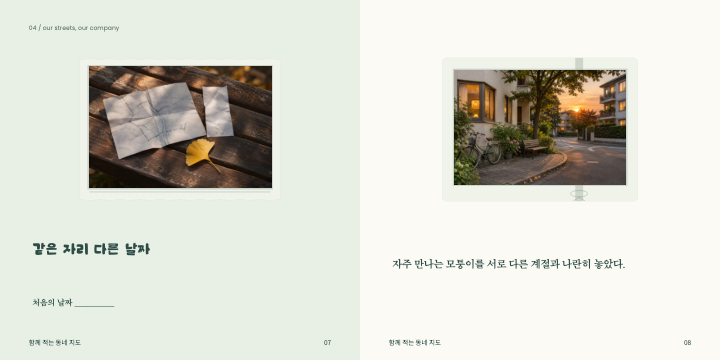 04 / our streets, our company
같은 자리 다른 날짜
처음의 날짜 __________
함께 적는 동네 지도
07
자주 만나는 모퉁이를 서로 다른 계절과 나란히 놓았다.
함께 적는 동네 지도
08